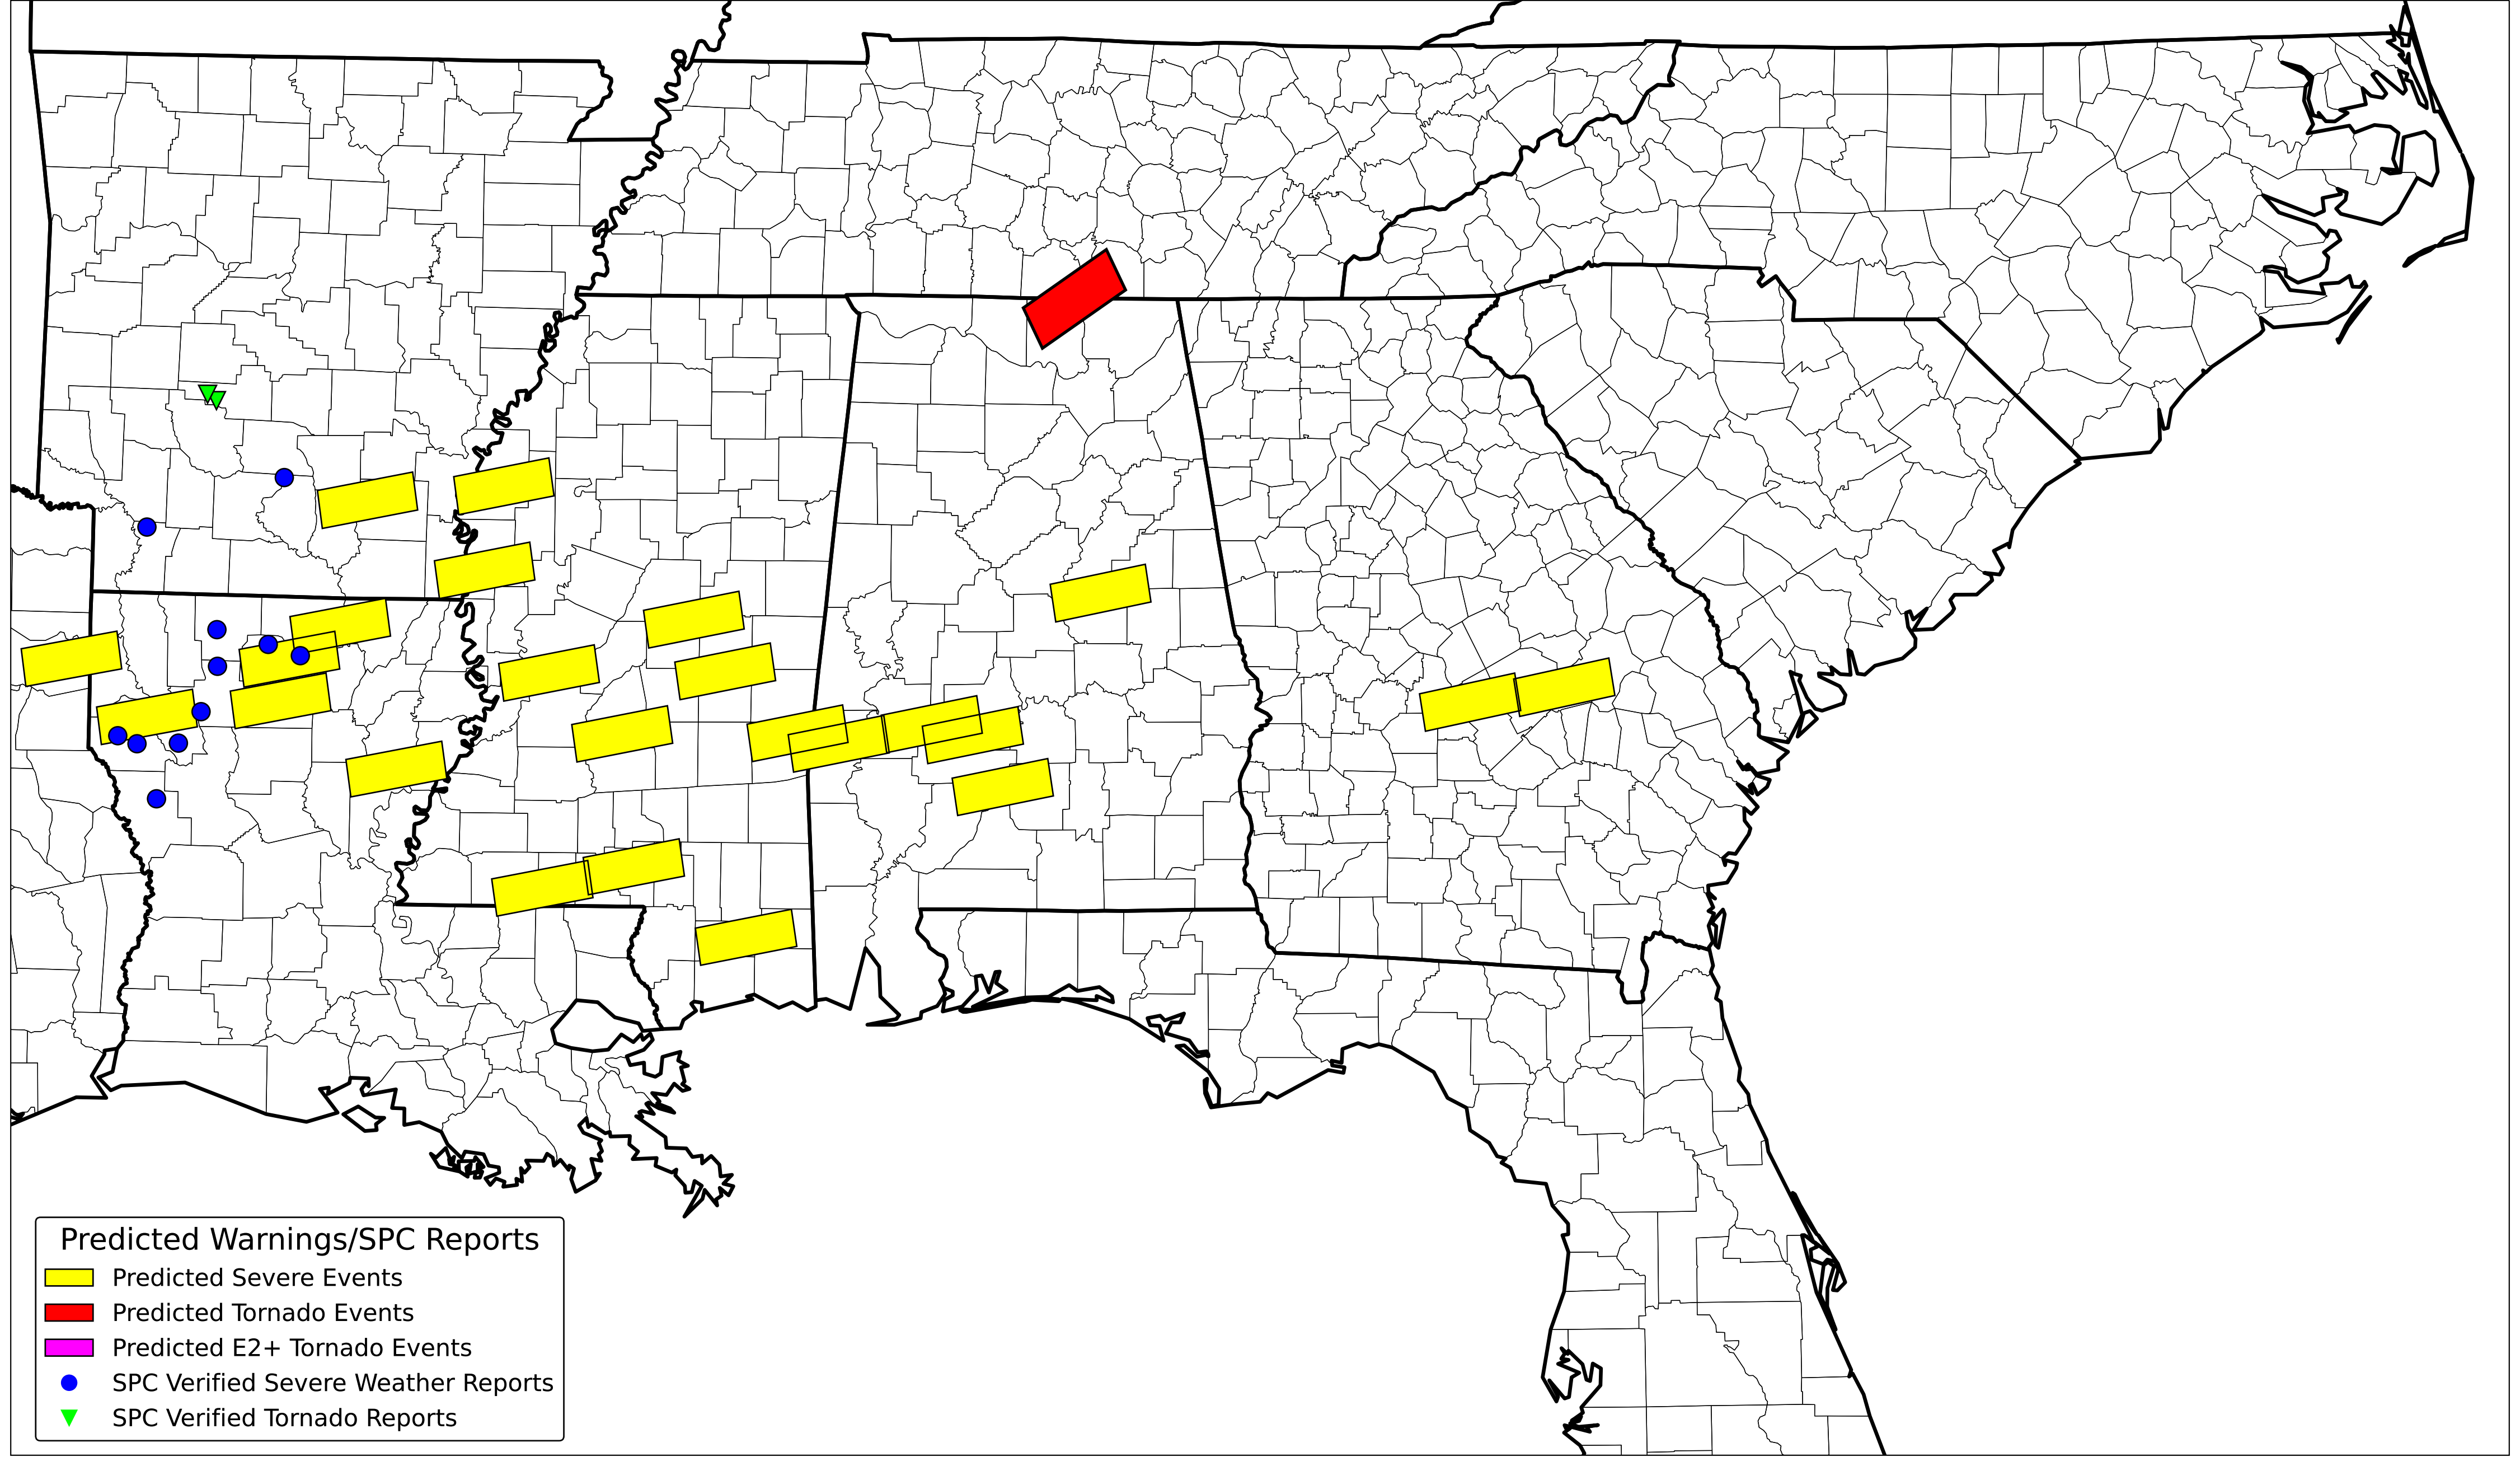 Predicted Warnings/SPC Reports
Predicted Severe Events
Predicted Tornado Events
Predicted E2+ Tornado Events
SPC Verified Severe Weather Reports
SPC Verified Tornado Reports